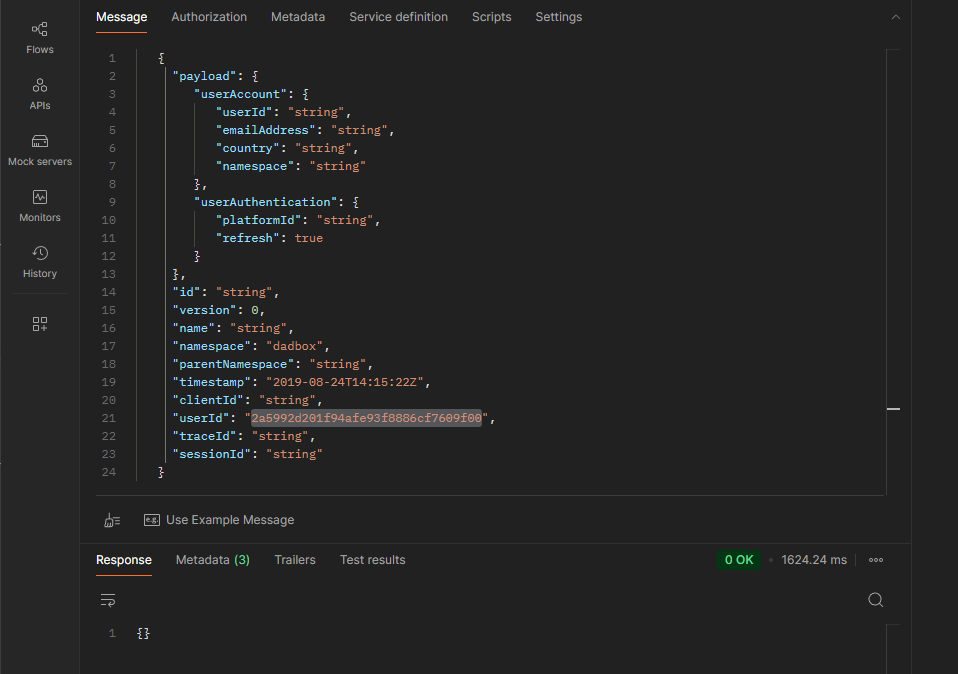 Flows
APIs
Mock servers
Monitors
History
Message Authorization Metadata Service definition Scripts Settings
1 {
2 "payload": {
3 "userAccount": {
4 "userId": "string",
5 "emailAddress": "string",
6 "country": "string",
7 "namespace": "string"
8 },
9 "userAuthentication": {
10 "platformId": "string",
11 "refresh": true
12 }
13 },
14 "id": "string",
15 "version": 0,
16 "name": "string",
17 "namespace": "dadbox",
18 "parentNamespace": "string",
19 "timestamp": "2019-08-24T14:15:22Z",
20 "clientId": "string",
21 "userId": "2a5992d201f94afe93f8886cf7609f00",
22 "traceId": "string",
23 "sessionId": "string"
24 }
e.g. Use Example Message
Response Metadata (3) Trailers Test results 0 OK 1624.24 ms
1 {}